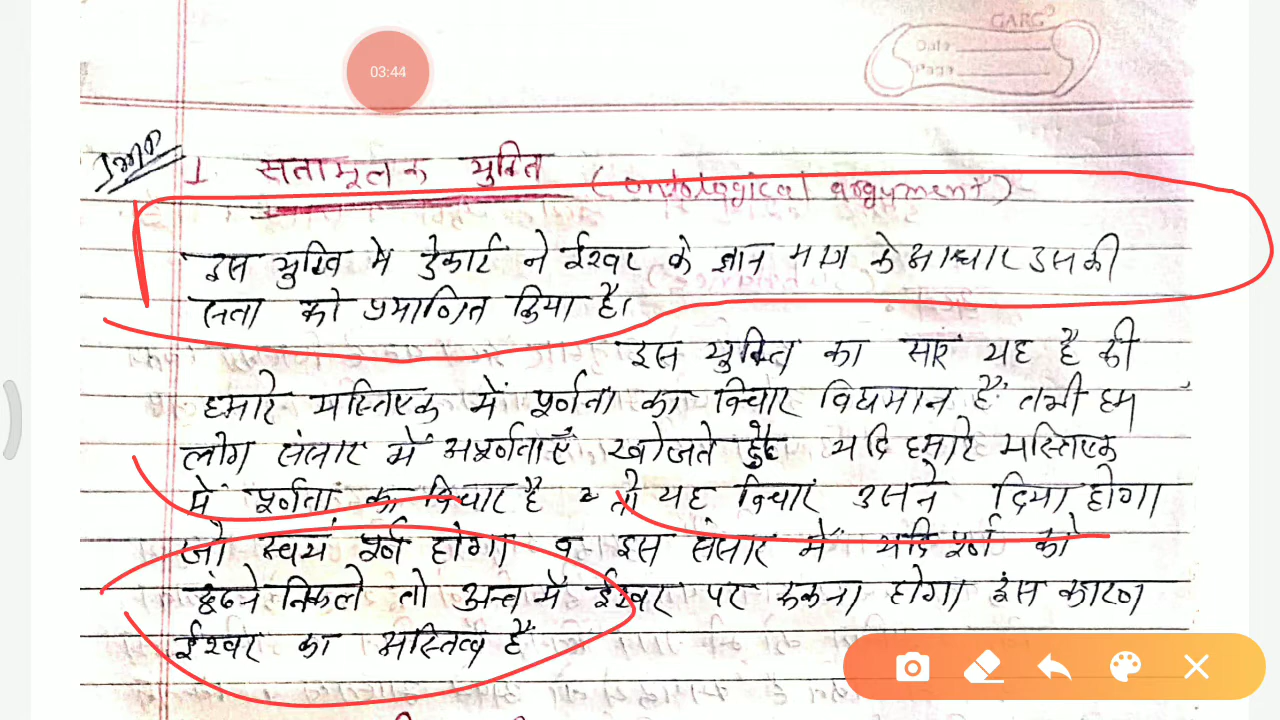 GARG
Date
Page
03:44
Imp
1. सतामूलक युक्ति (ontological argument)-
इस युक्ति में डेकार्ट ने ईश्वर के ज्ञान मात्र के आधार उसकी
सता को प्रमाणित किया है।
इस युक्ति का सार यह है की
हमारे मस्तिष्क में पूर्णता का विचार विद्यमान है तभी हम
लोग संसार में अपूर्णताएँ खोजते है यदि हमारे मस्तिष्क
में पूर्णता का विचार है तो यह विचार उसने दिया होगा
जो स्वयं पूर्ण होगा व इस संसार में यदि पूर्ण को
ढूंढने निकले तो अन्त में ईश्वर पर रुकना होगा इस कारण
ईश्वर का अस्तित्व है